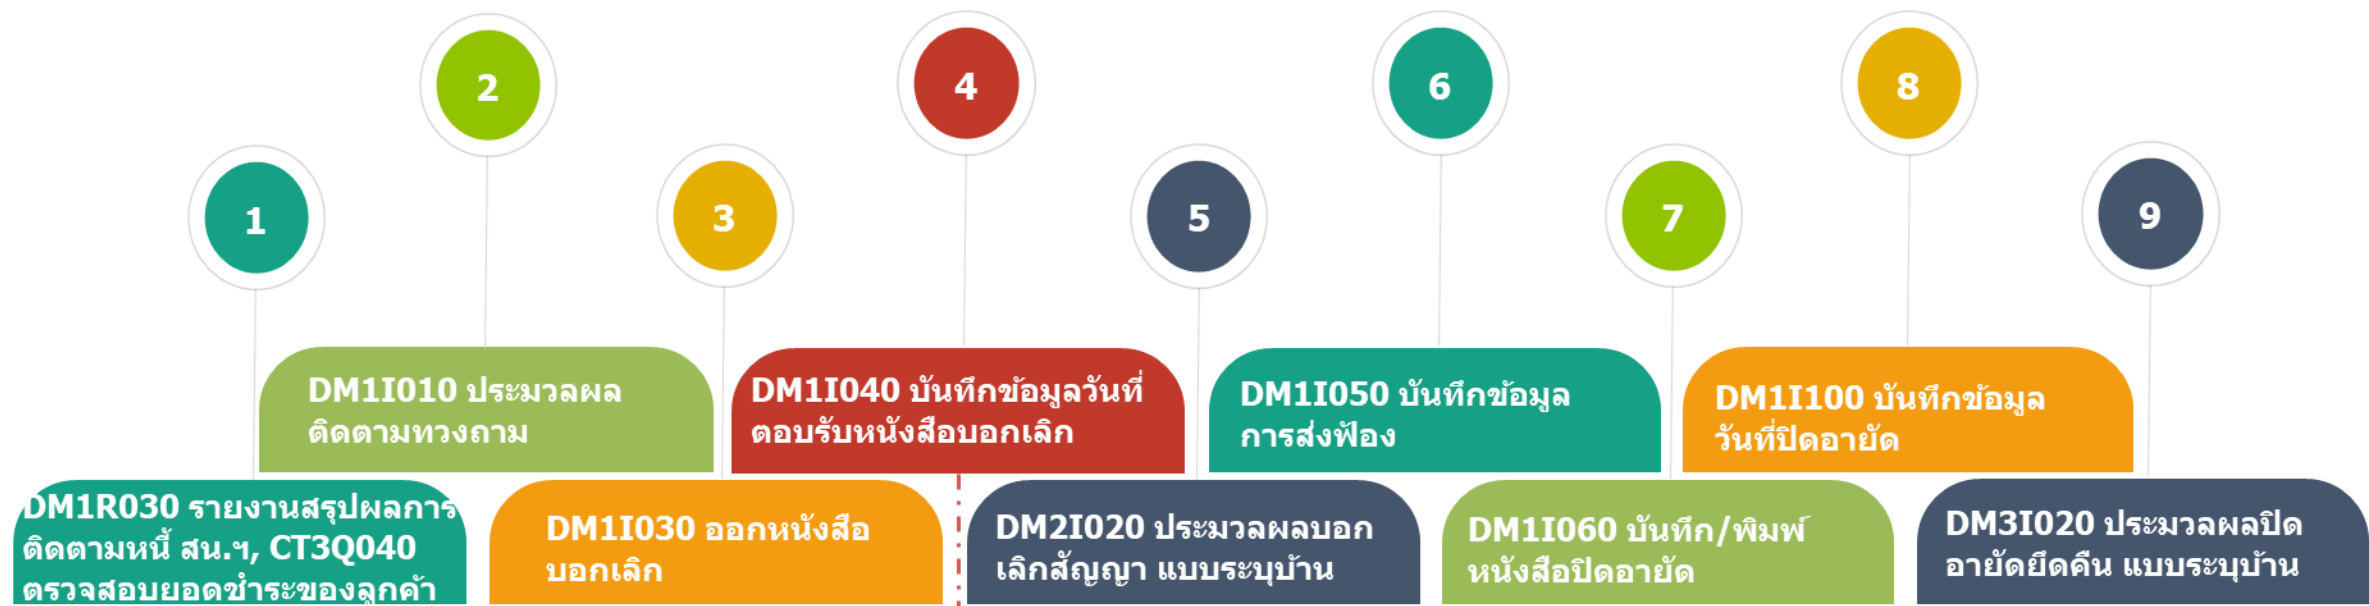 1
DM1R030 รายงานสรุปผลการ
ติดตามหนี้ สน.ฯ, CT3Q040
ตรวจสอบยอดชำระของลูกค้า
2
DM1I010 ประมวลผล
ติดตามทวงถาม
3
DM1I030 ออกหนังสือ
บอกเลิก
4
DM1I040 บันทึกข้อมูลวันที่
ตอบรับหนังสือบอกเลิก
5
DM2I020 ประมวลผลบอก
เลิกสัญญา แบบระบุบ้าน
6
DM1I050 บันทึกข้อมูล
การส่งฟ้อง
7
DM1I060 บันทึก/พิมพ์
หนังสือปิดอายัด
8
DM1I100 บันทึกข้อมูล
วันที่ปิดอายัด
9
DM3I020 ประมวลผลปิด
อายัดยึดคืน แบบระบุบ้าน